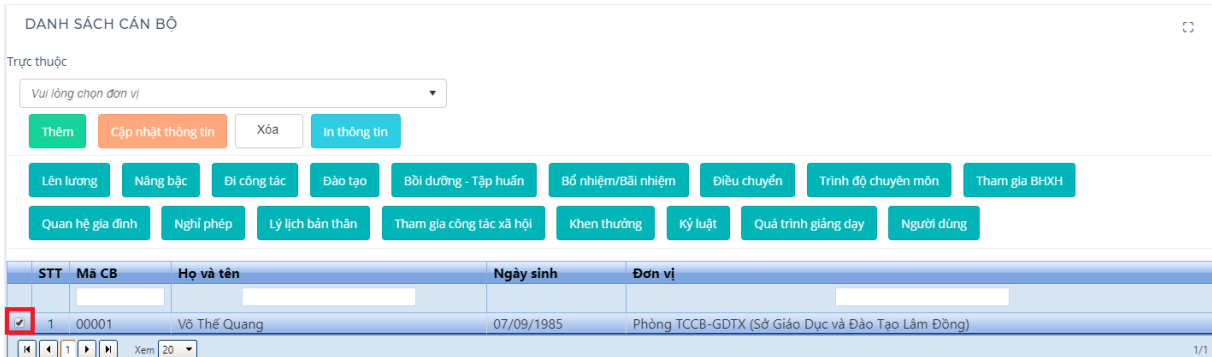 DANH SÁCH CÁN BỘ
Trực thuộc
Vui lòng chọn đơn vị
Thêm Cập nhật thông tin Xóa In thông tin
Lên lương Nâng bậc Đi công tác Đào tạo Bồi dưỡng - Tập huấn Bổ nhiệm/Bãi nhiệm Điều chuyển Trình độ chuyên môn Tham gia BHXH
Quan hệ gia đình Nghỉ phép Lý lịch bản thân Tham gia công tác xã hội Khen thưởng Kỷ luật Quá trình giảng dạy Người dùng
STT Mã CB Họ và tên Ngày sinh Đơn vị
1 00001 Võ Thế Quang 07/09/1985 Phòng TCCB-GDTX (Sở Giáo Dục và Đào Tạo Lâm Đồng)
1 Xem 20 1/1